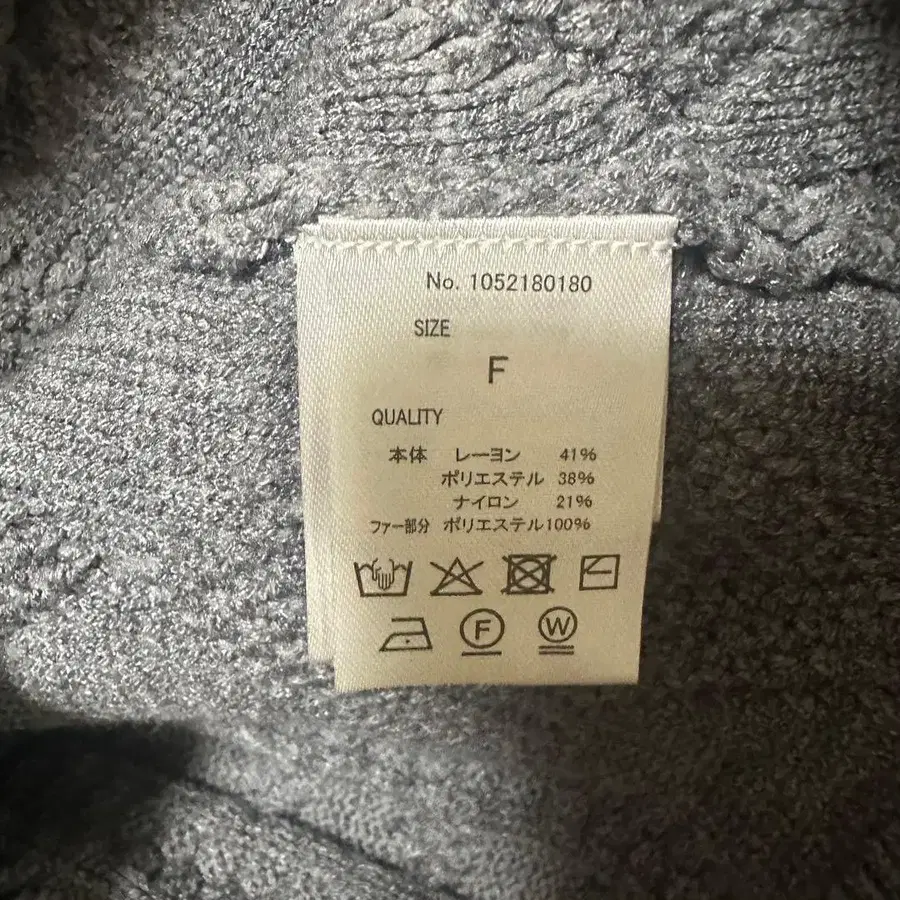 No. 1052180180
SIZE
F
QUALITY
本体 レーヨン 41%
ポリエステル 38%
ナイロン 21%
ファー部分 ポリエステル100%
F W